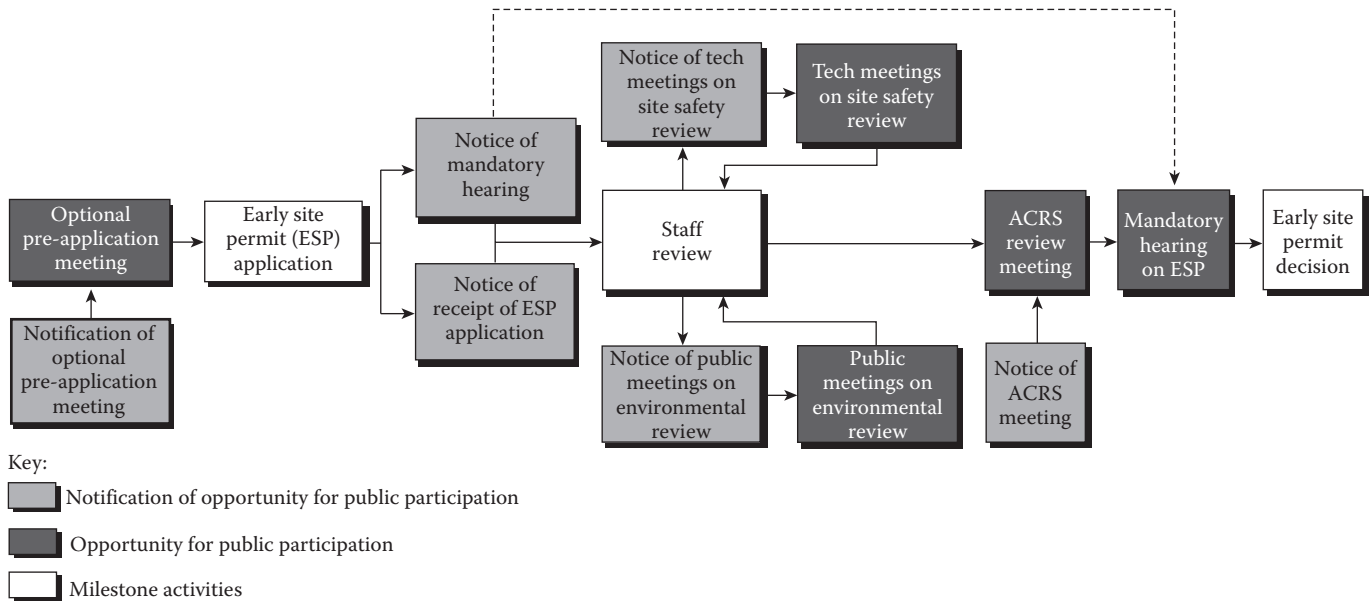 Optional
pre-application
meeting
Notification of
optional
pre-application
meeting
Early site
permit (ESP)
application
Notice of
mandatory
hearing
Notice of
receipt of ESP
application
Notice of tech
meetings on
site safety
review
Tech meetings
on site safety
review
Staff
review
Notice of public
meetings on
environmental
review
Public
meetings on
environmental
review
ACRS
review
meeting
Notice of
ACRS
meeting
Mandatory
hearing
on ESP
Early site
permit
decision
Key:
Notification of opportunity for public participation
Opportunity for public participation
Milestone activities